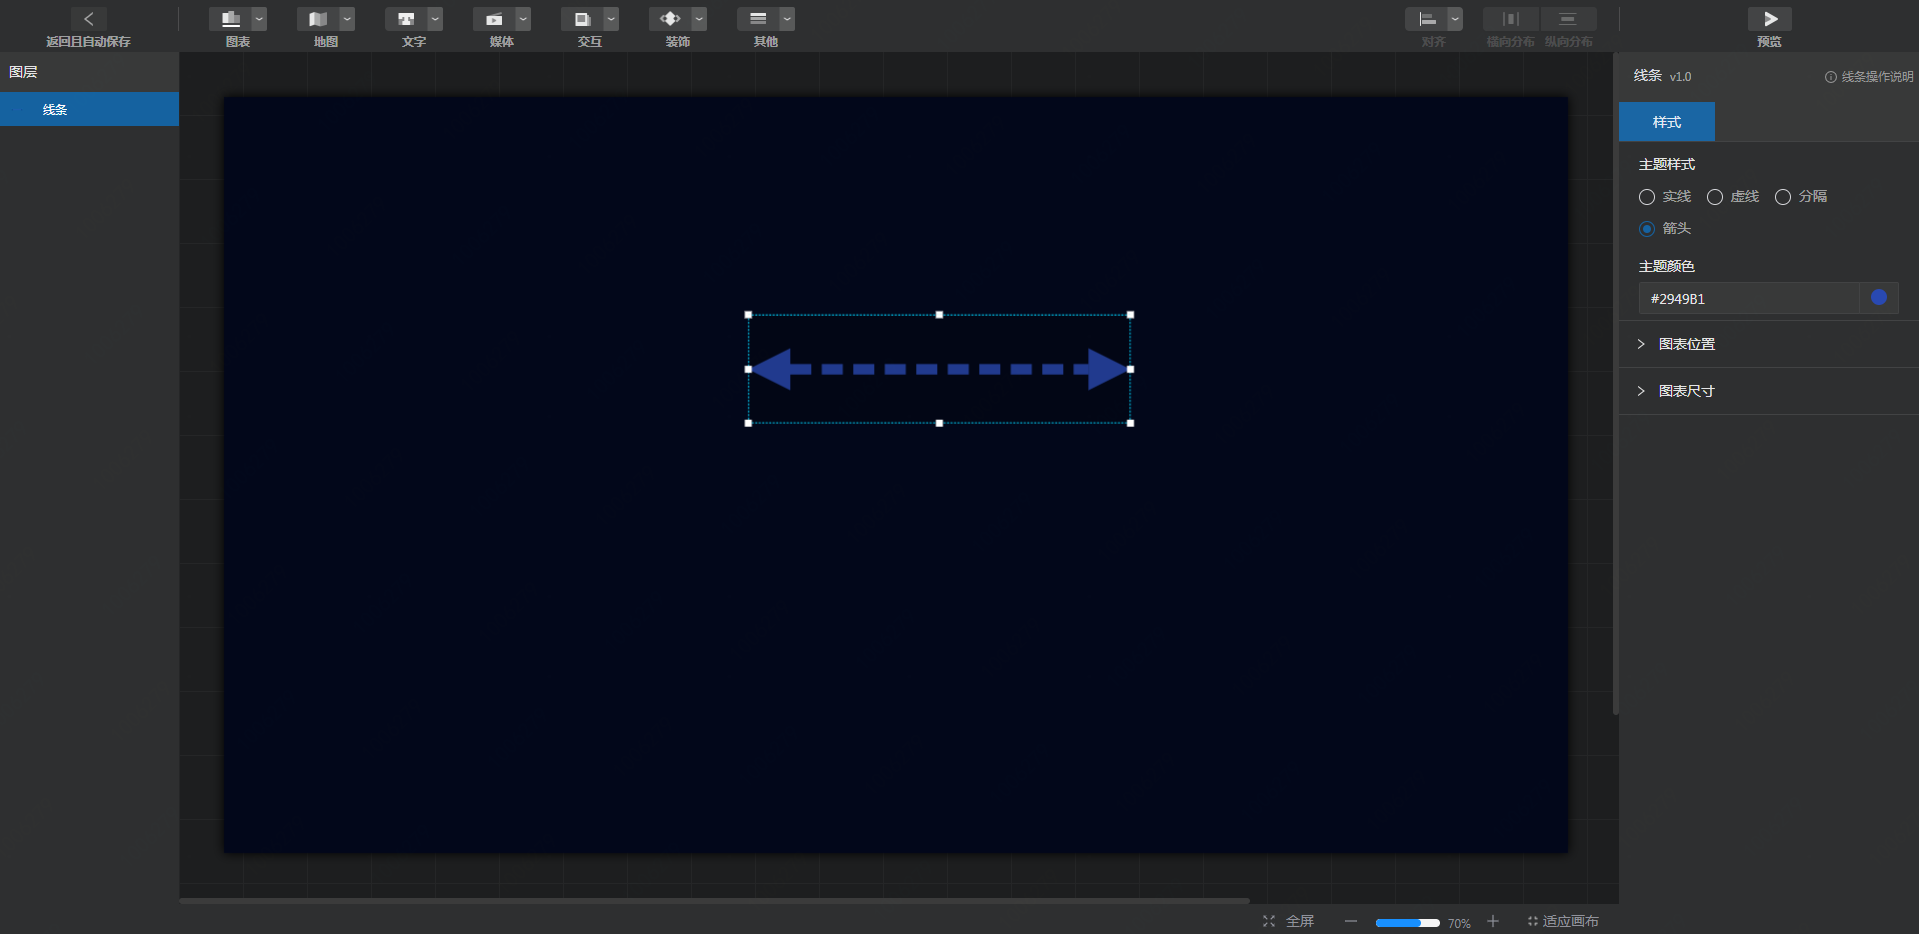 返回且自动保存
图表
地图
文字
媒体
交互
装饰
其他
对齐
横向分布
纵向分布
预览
图层
线条
线条 v1.0
线条操作说明
样式
主题样式
实线
虚线
分隔
箭头
主题颜色
#2949B1
图表位置
图表尺寸
全屏
70%
适应画布